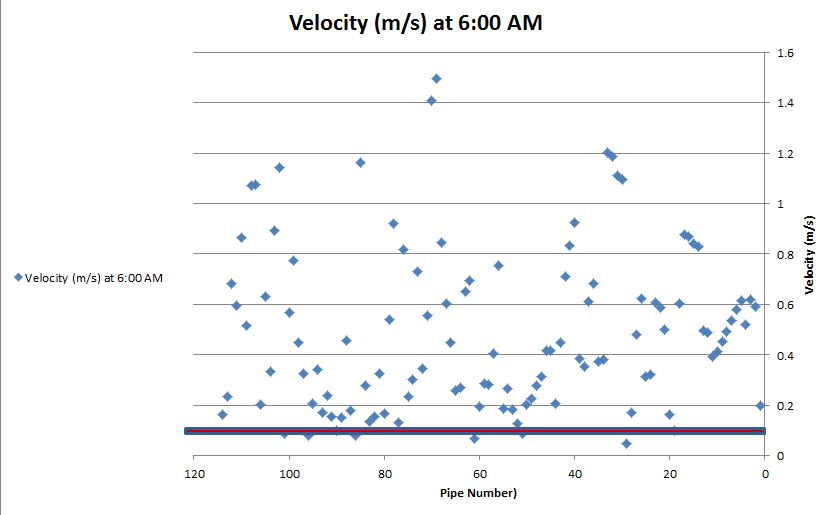 Velocity (m/s) at 6:00 AM
1.6
1.4
1.2
1
0.8
0.6
0.4
0.2
0
Velocity (m/s)
Velocity (m/s) at 6:00 AM
120 100 80 60 40 20 0
Pipe Number)